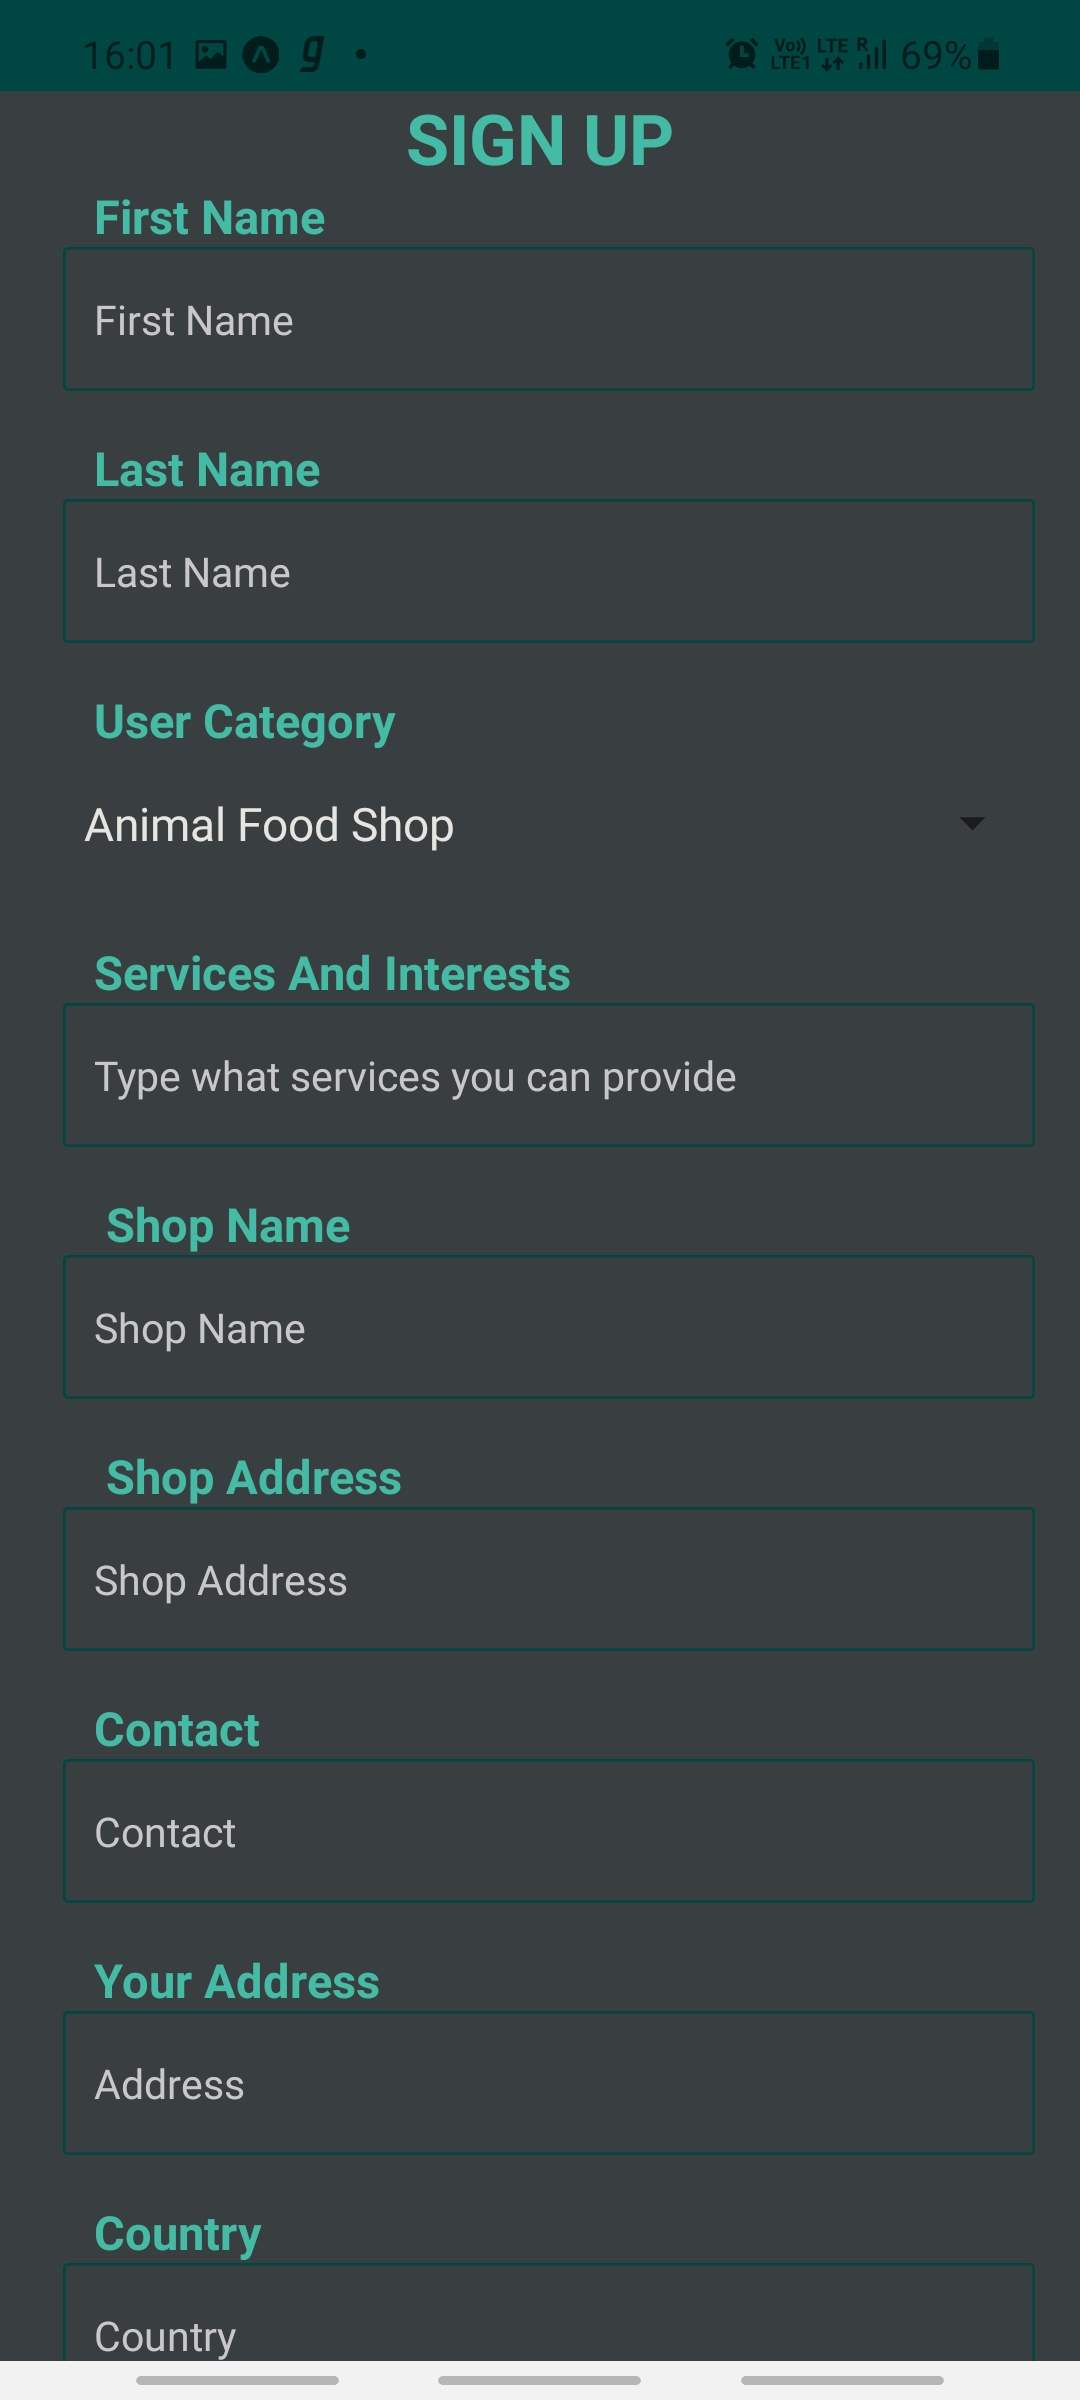 16:01 g Vo)) LTE1 LTE R 69%
SIGN UP
First Name
First Name
Last Name
Last Name
User Category
Animal Food Shop
Services And Interests
Type what services you can provide
Shop Name
Shop Name
Shop Address
Shop Address
Contact
Contact
Your Address
Address
Country
Country